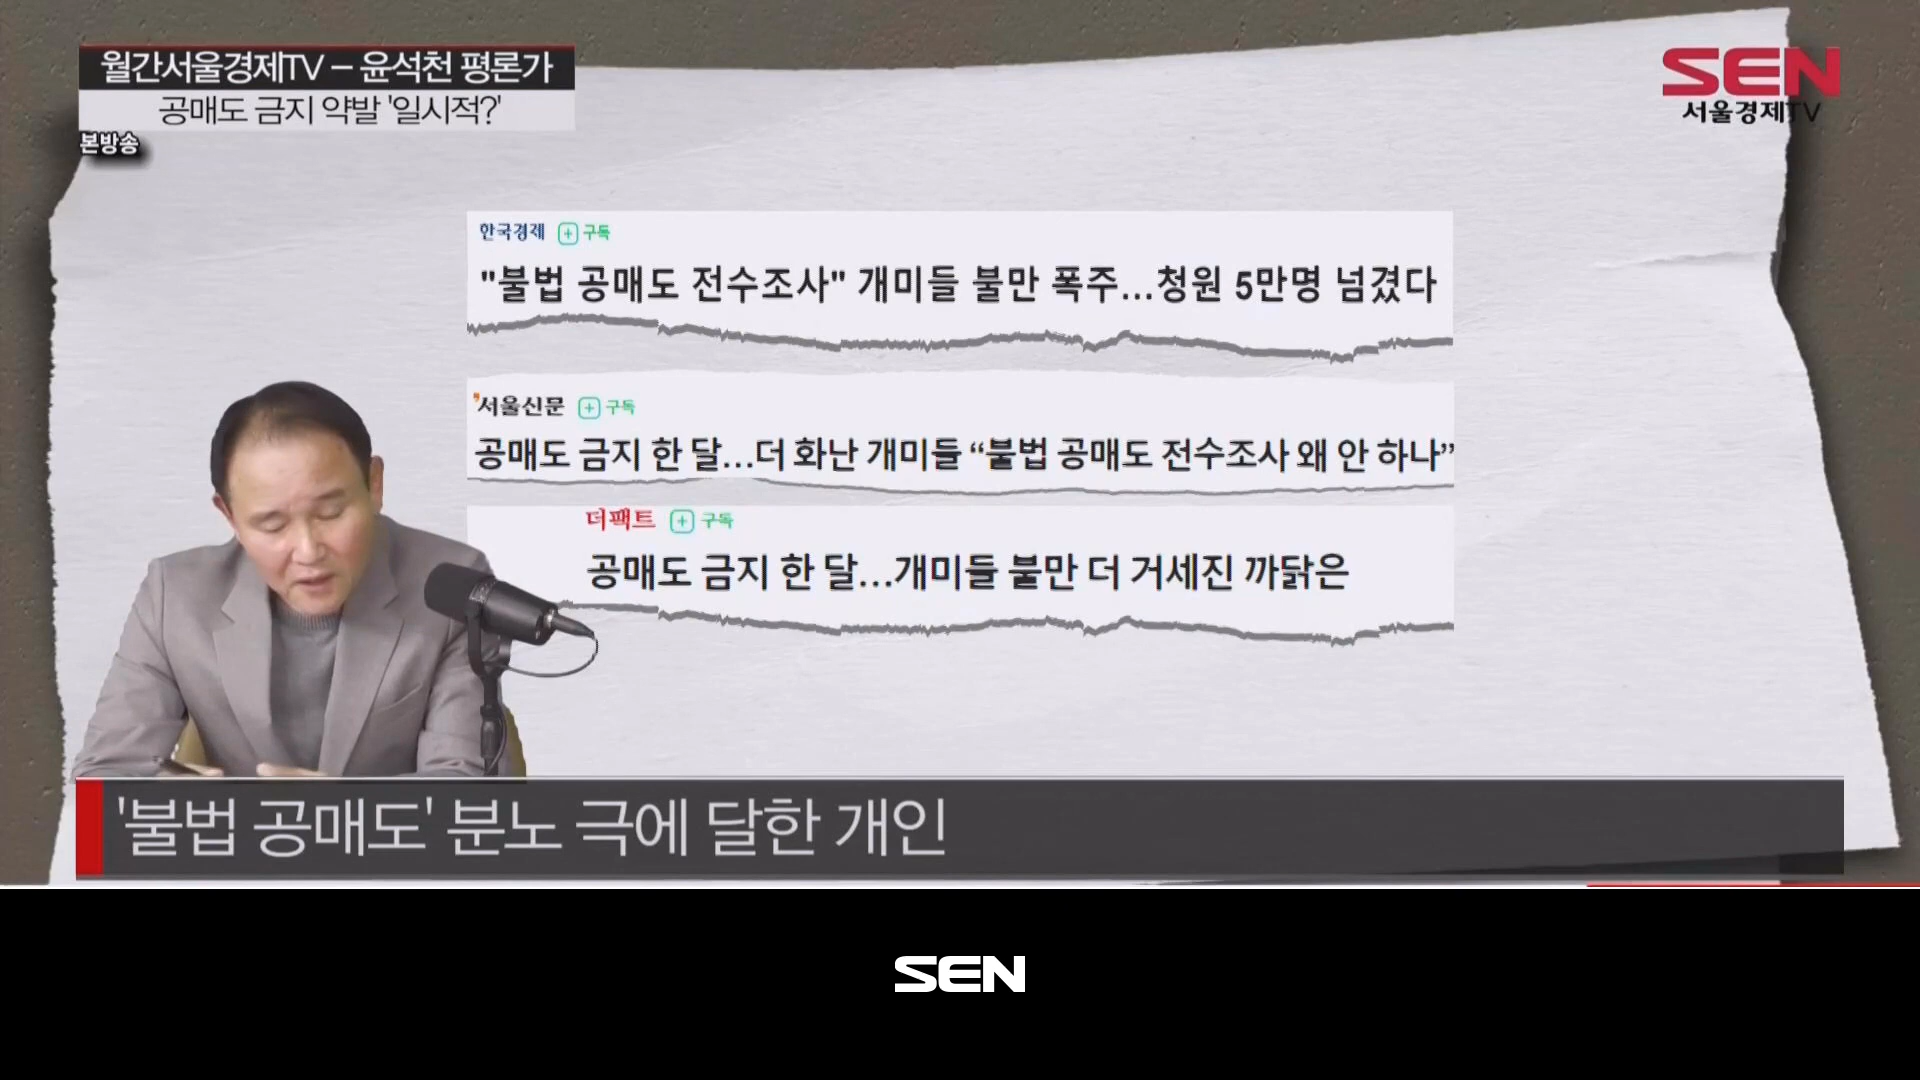 월간서울경제TV – 윤석천 평론가
공매도 금지 약발 '일시적?'
본방송
SEN
서울경제TV
한국경제 + 구독
"불법 공매도 전수조사" 개미들 불만 폭주...청원 5만명 넘겼다
서울신문 + 구독
공매도 금지 한 달...더 화난 개미들 “불법 공매도 전수조사 왜 안 하나”
더팩트 + 구독
공매도 금지 한 달...개미들 불만 더 거세진 까닭은
'불법 공매도' 분노 극에 달한 개인
SEN